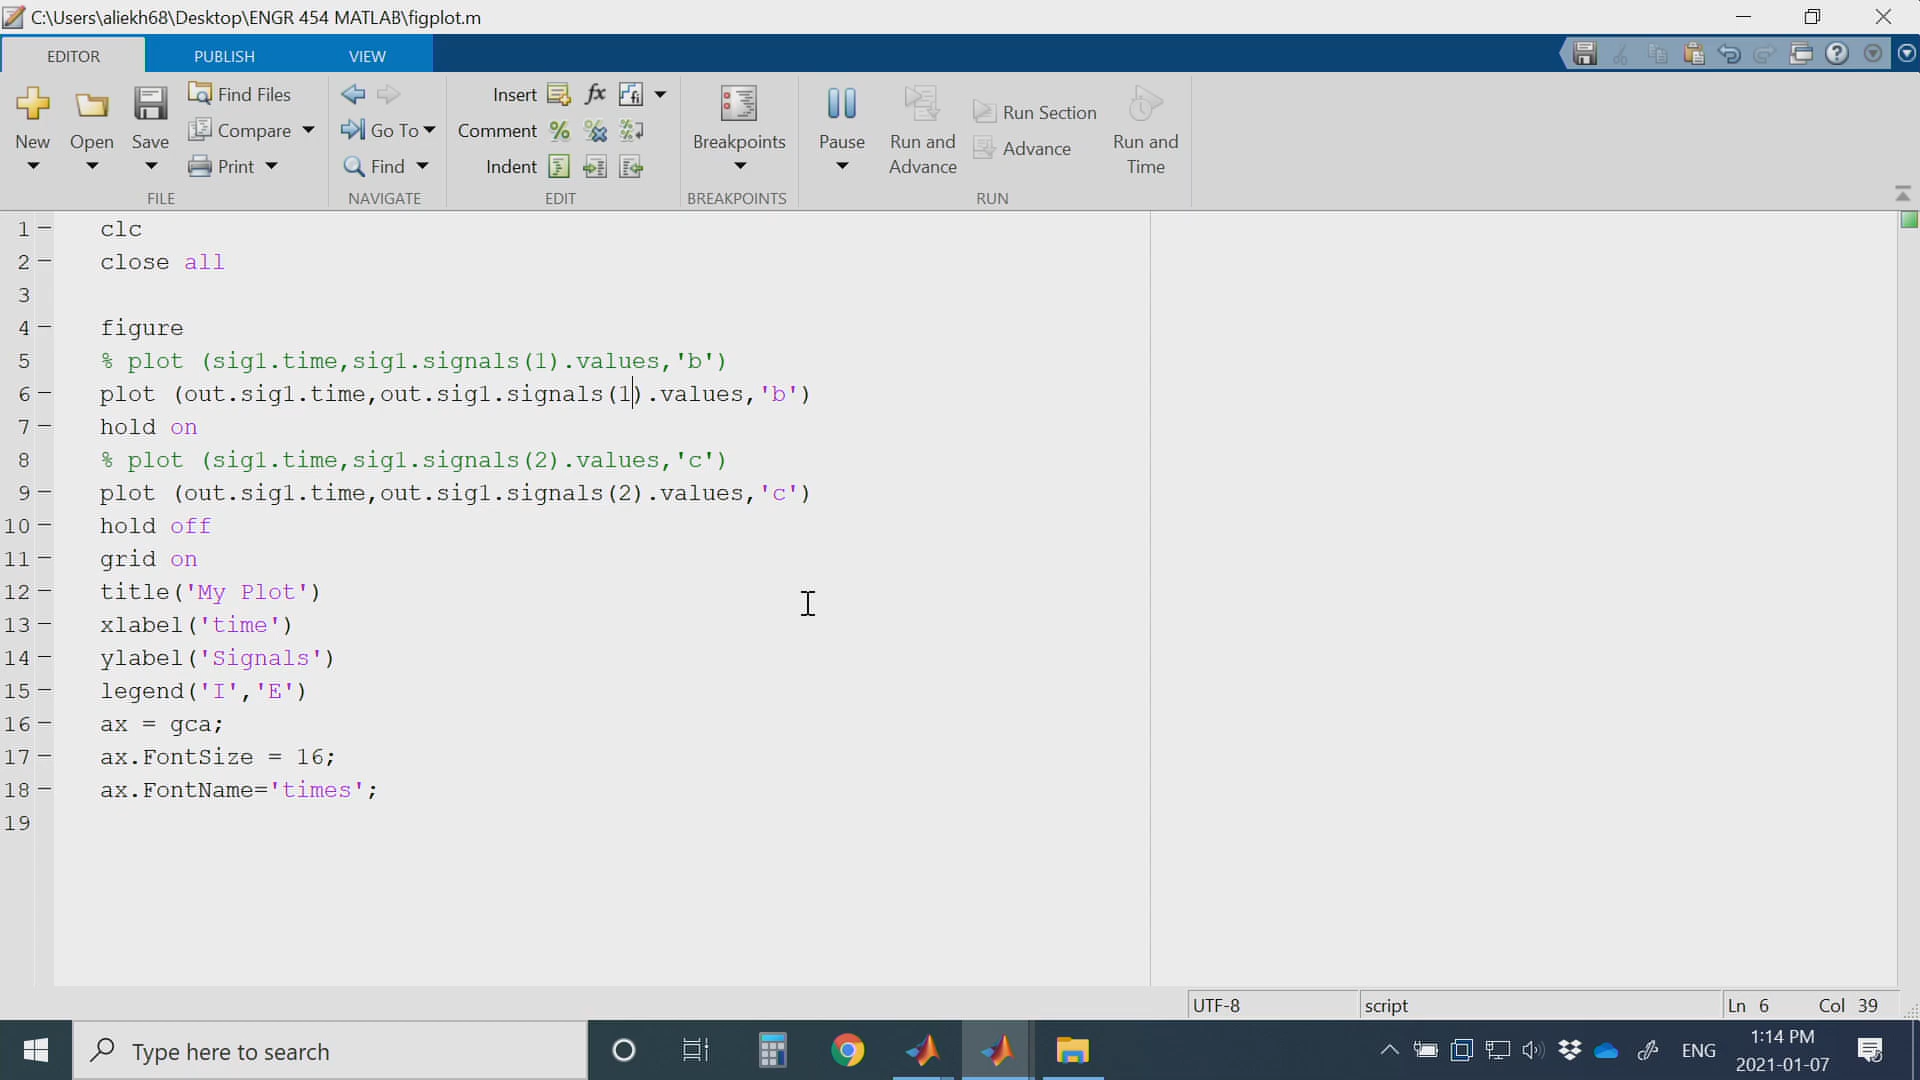 C:\Users\aliekh68\Desktop\ENGR 454 MATLAB\figplot.m
EDITOR PUBLISH VIEW
New Open Save Find Files Compare Print
Go To Find
Insert fx
Comment
Indent
Breakpoints
Pause Run and Advance Run Section Advance Run and Time
FILE NAVIGATE EDIT BREAKPOINTS RUN
1 clc
2 close all
3
4 figure
5 % plot (sig1.time,sig1.signals(1).values,'b')
6 plot (out.sig1.time,out.sig1.signals(1).values,'b')
7 hold on
8 % plot (sig1.time,sig1.signals(2).values,'c')
9 plot (out.sig1.time,out.sig1.signals(2).values,'c')
10 hold off
11 grid on
12 title('My Plot')
13 xlabel('time')
14 ylabel('Signals')
15 legend('I','E')
16 ax = gca;
17 ax.FontSize = 16;
18 ax.FontName='times';
19
UTF-8 script Ln 6 Col 39
Type here to search
ENG
1:14 PM
2021-01-07